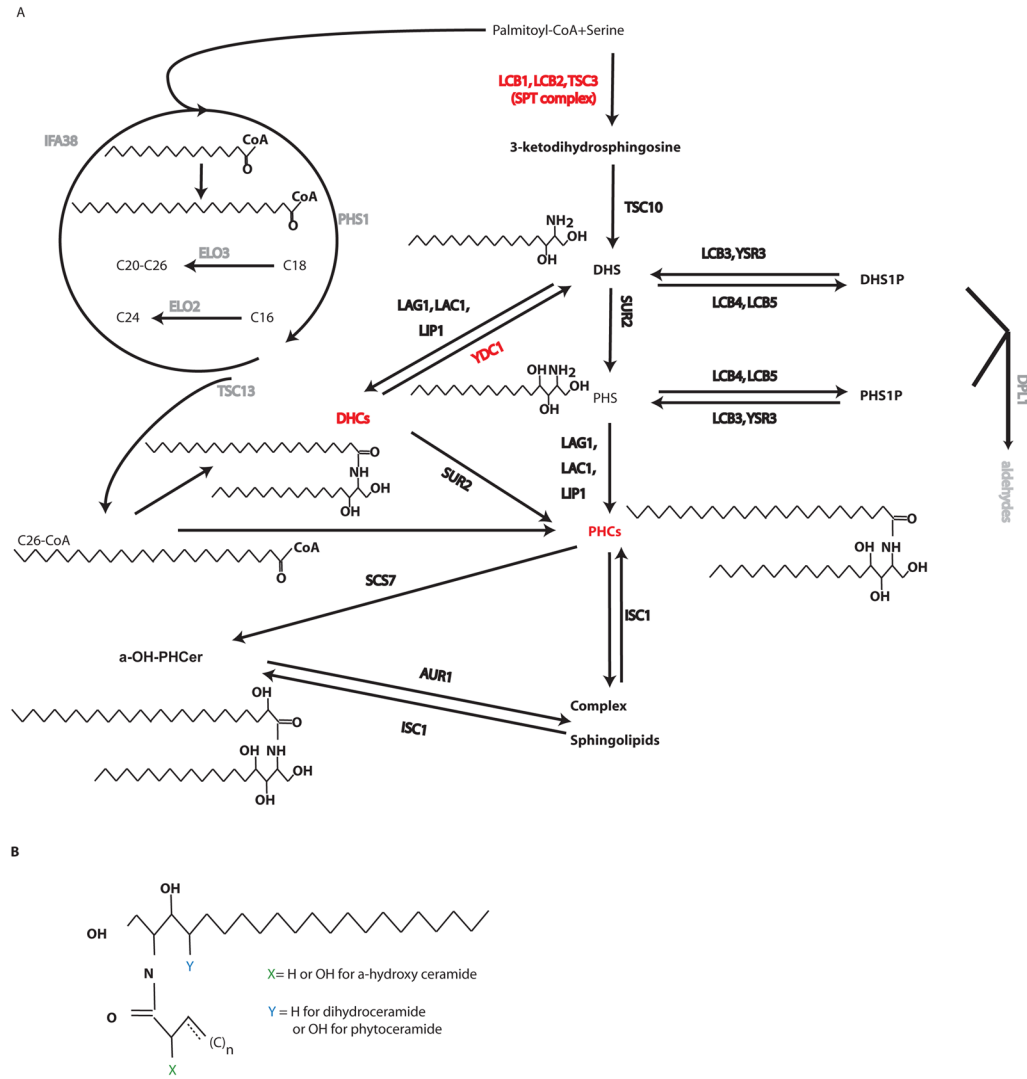 A
Palmitoyl-CoA+Serine
LCB1, LCB2, TSC3
(SPT complex)
IFA38
CoA
O
3-ketodihydrosphingosine
CoA
O
PHS1
TSC10
NH2
OH
OH
ELO3
C20-C26
C18
DHS
LCB3, YSR3
DHS1P
LCB4, LCB5
LAG1, LAC1,
LIP1
SUR2
ELO2
C24
C16
YDC1
OH
NH2
OH
OH
PHS
LCB4, LCB5
PHS1P
LCB3, YSR3
DPL1
TSC13
DHCs
O
NH
OH
OH
SUR2
LAG1,
LAC1,
LIP1
aldehydes
C26-CoA
CoA
O
PHCs
O
NH
OH
OH
OH
SCS7
ISC1
a-OH-PHCer
AUR1
ISC1
Complex
Sphingolipids
OH
O
NH
OH
OH
OH
B
OH
OH
N
Y
O
(C)n
X
X= H or OH for a-hydroxy ceramide
Y = H for dihydroceramide
or OH for phytoceramide